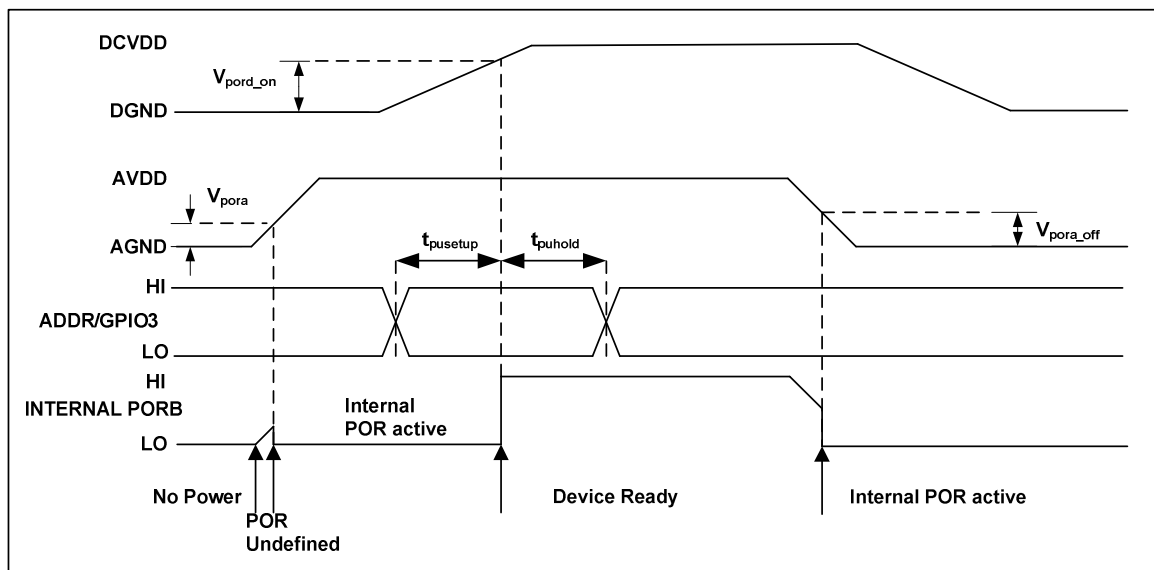 DCVDD
Vpord_on
DGND
AVDD
Vpora
AGND
Vpora_off
tpusetup
tpuhold
HI
ADDR/GPIO3
LO
HI
INTERNAL PORB
Internal
POR active
LO
No Power
POR
Undefined
Device Ready
Internal POR active